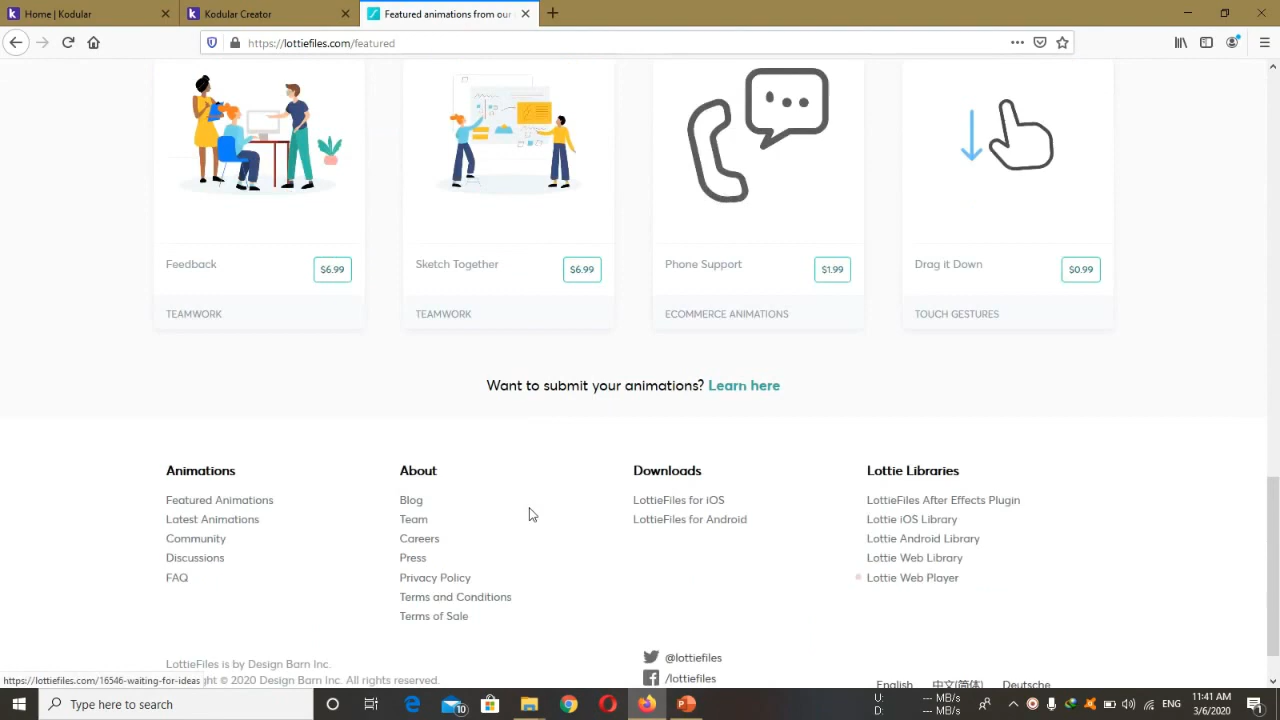 Home | Kodular
Kodular Creator
Featured animations from our
https://lottiefiles.com/featured
Feedback
$6.99
Sketch Together
$6.99
Phone Support
$1.99
Drag it Down
$0.99
TEAMWORK
TEAMWORK
ECOMMERCE ANIMATIONS
TOUCH GESTURES
Want to submit your animations? Learn here
Animations
Featured Animations
Latest Animations
Community
Discussions
FAQ
About
Blog
Team
Careers
Press
Privacy Policy
Terms and Conditions
Terms of Sale
Downloads
LottieFiles for iOS
LottieFiles for Android
Lottie Libraries
LottieFiles After Effects Plugin
Lottie iOS Library
Lottie Android Library
Lottie Web Library
Lottie Web Player
LottieFiles is by Design Barn Inc.
ght © 2020 Design Barn Inc. All rights reserved.
@lottiefiles
/lottiefiles
English 中文(简体) Deutsche
https://lottiefiles.com/16546-waiting-for-ideas
Type here to search
10
U: --- MB/s
D: --- MB/s
ENG
11:41 AM
3/6/2020
1